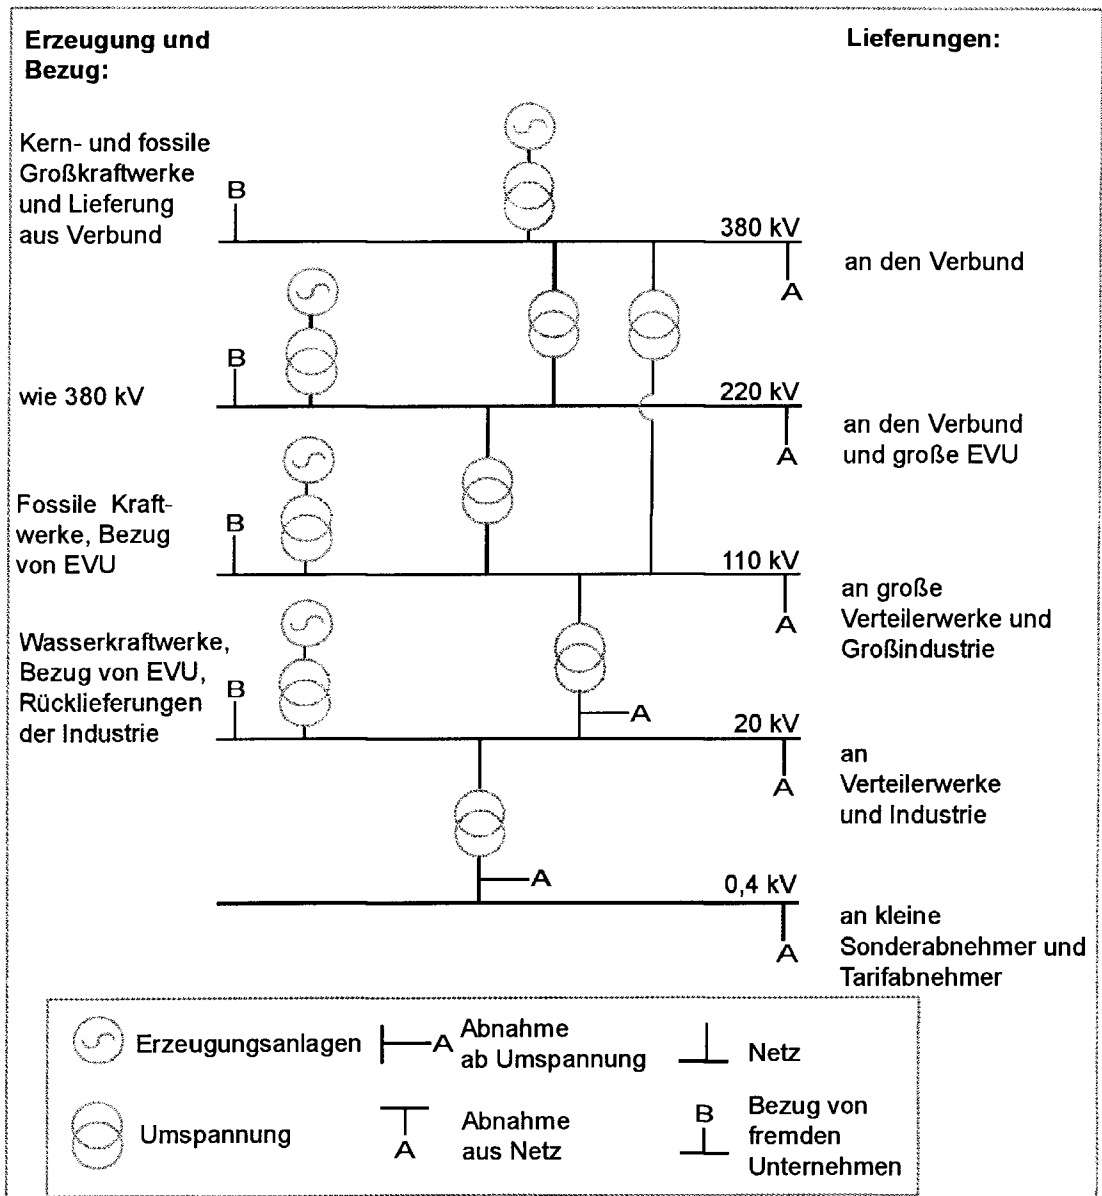 Erzeugung und
Bezug:
Lieferungen:
Kern- und fossile
Großkraftwerke
und Lieferung
aus Verbund
B
380 kV
A
an den Verbund
wie 380 kV
B
220 kV
A
an den Verbund
und große EVU
Fossile Kraft-
werke, Bezug
von EVU
B
110 kV
A
an große
Verteilerwerke und
Großindustrie
Wasserkraftwerke,
Bezug von EVU,
Rücklieferungen
der Industrie
B
A
20 kV
A
an
Verteilerwerke
und Industrie
A
0,4 kV
A
an kleine
Sonderabnehmer und
Tarifabnehmer
Erzeugungsanlagen
A
Abnahme
ab Umspannung
Netz
Umspannung
A
Abnahme
aus Netz
B
Bezug von
fremden
Unternehmen